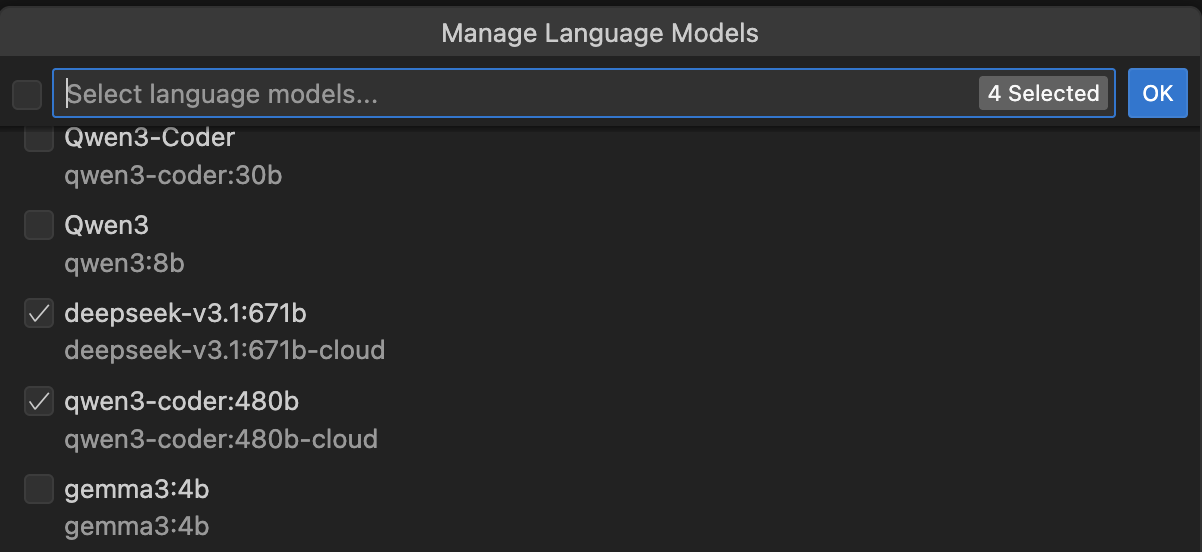 Manage Language Models
Select language models...
4 Selected
OK
Qwen3-Coder
qwen3-coder:30b
Qwen3
qwen3:8b
deepseek-v3.1:671b
deepseek-v3.1:671b-cloud
qwen3-coder:480b
qwen3-coder:480b-cloud
gemma3:4b
gemma3:4b